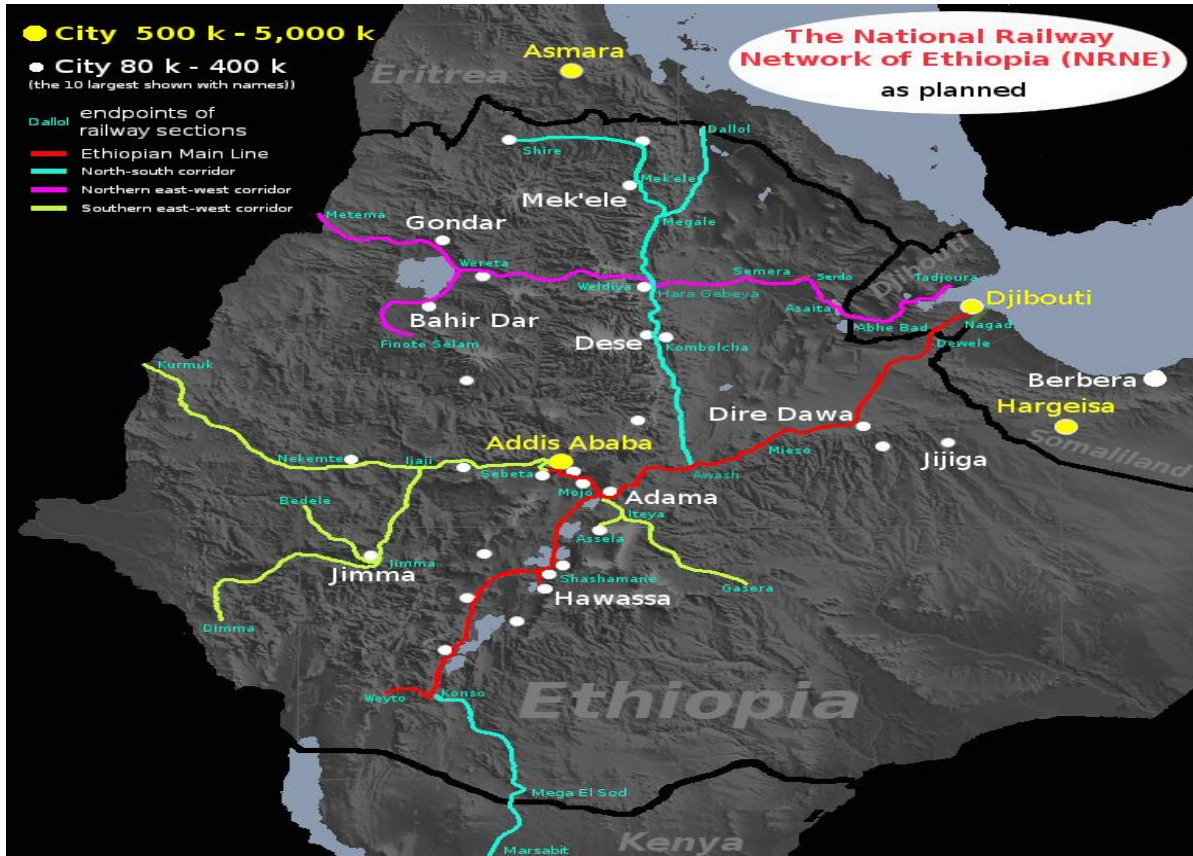 City 500 k - 5,000 k
City 80 k - 400 k
(the 10 largest shown with names))
Dallol endpoints of
railway sections
Ethiopian Main Line
North-south corridor
Northern east-west corridor
Southern east-west corridor
The National Railway
Network of Ethiopia (NRNE)
as planned
Asmara
Eritrea
Dallol
Shire
Mek'ele
Mek'ele
Megale
Metema
Gondar
Wereta
Weldiya
Hara Gebeya
Semera
Serdo
Djibouti
Tadjoura
Asaita
Abhe Bad
Djibouti
Nagad
Dewele
Bahir Dar
Finote Selam
Dese
Kombolcha
Kurmuk
Berbera
Hargeisa
Somaliland
Dire Dawa
Mieso
Jijiga
Addis Ababa
Nekemte
Ijaji
Sebeta
Awash
Bedele
Mojo
Adama
Iteya
Assela
Jimma
Jimma
Shashamane
Gasera
Hawassa
Dimma
Weyto
Konso
Ethiopia
Mega El Sod
Kenya
Marsabit